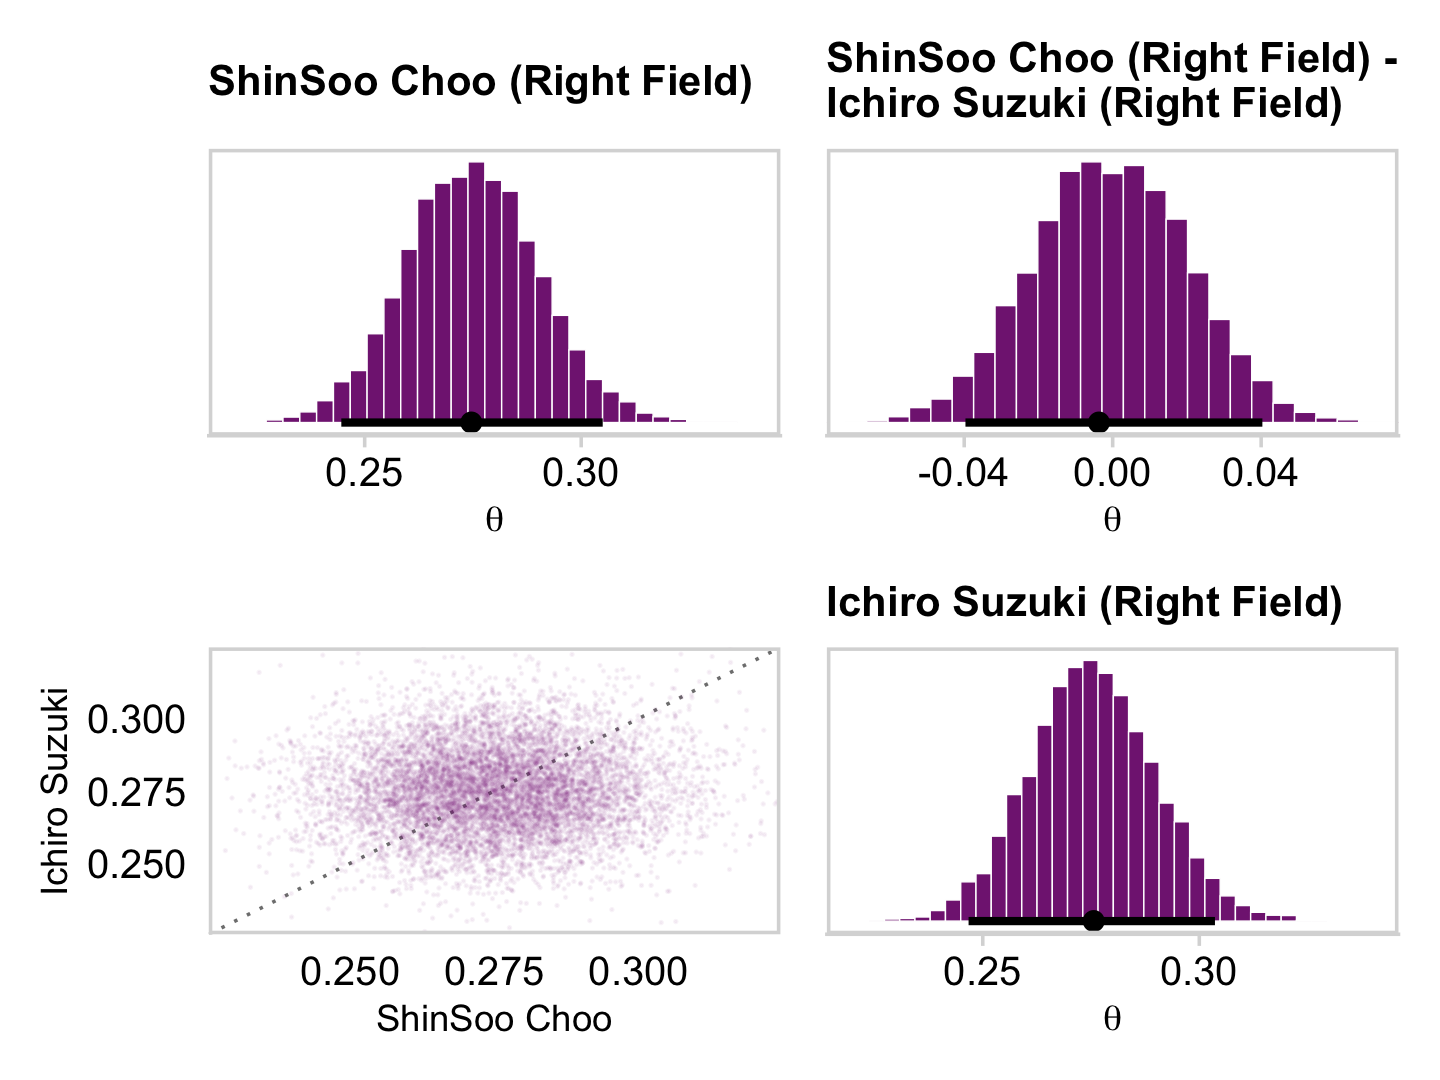 ShinSoo Choo (Right Field)
0.25 0.30
θ
ShinSoo Choo (Right Field) -
Ichiro Suzuki (Right Field)
-0.04 0.00 0.04
θ
Ichiro Suzuki
0.300
0.275
0.250
0.250 0.275 0.300
ShinSoo Choo
Ichiro Suzuki (Right Field)
0.25 0.30
θ